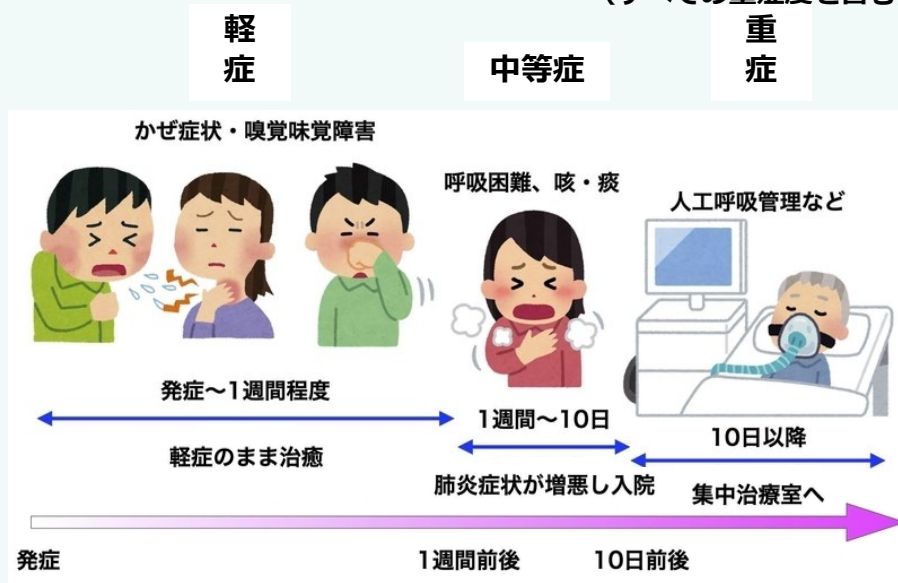 軽
症
中等症
重
症
かぜ症状・嗅覚味覚障害
呼吸困難、咳・痰
人工呼吸管理など
発症～1週間程度
1週間～10日
10日以降
軽症のまま治癒
肺炎症状が増悪し入院
集中治療室へ
発症
1週間前後
10日前後